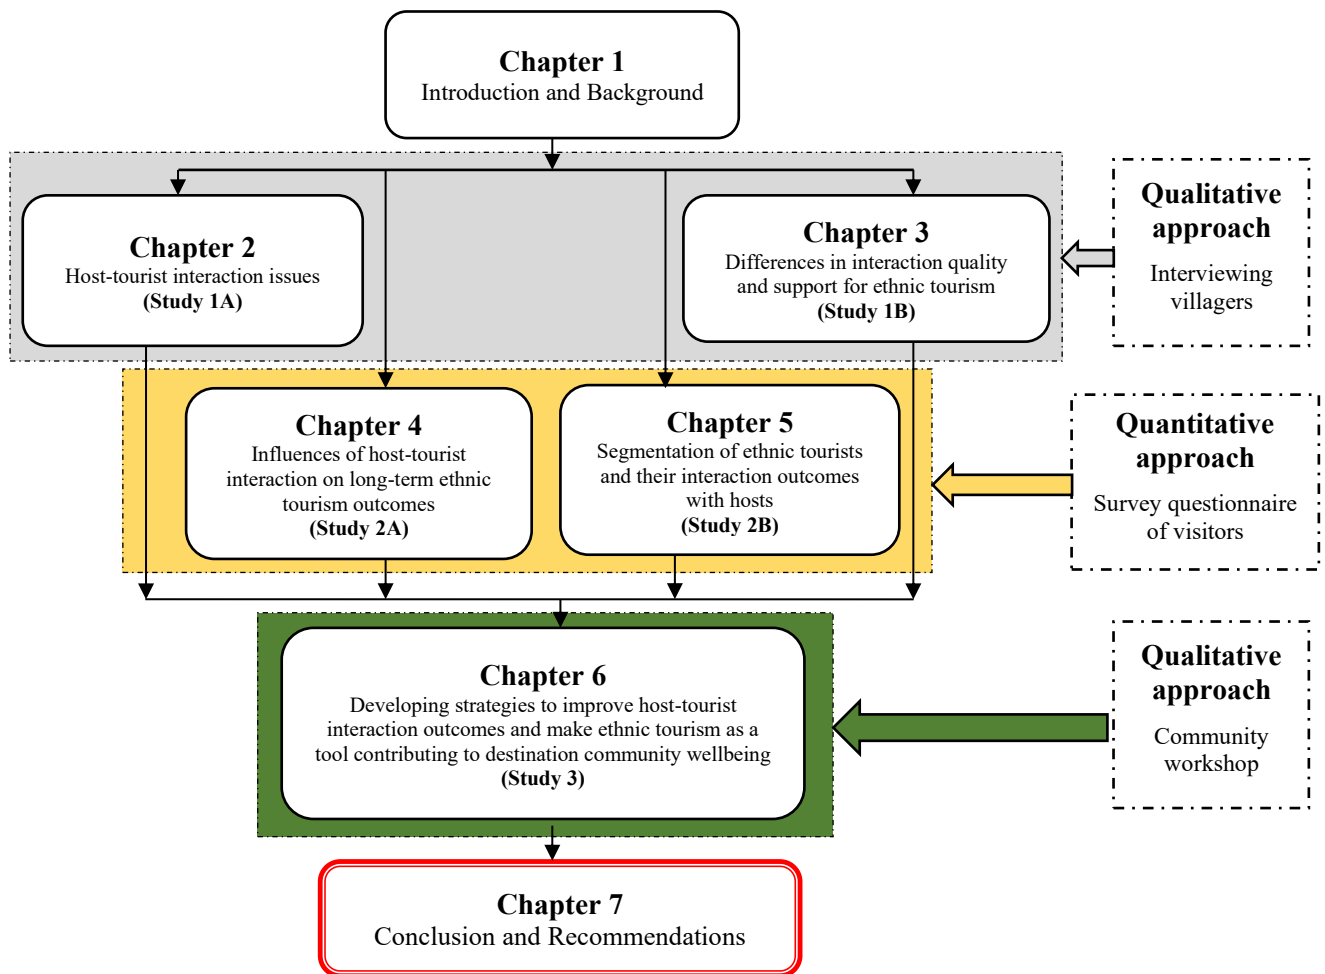 Chapter 1
Introduction and Background
Chapter 2
Host-tourist interaction issues
(Study 1A)
Chapter 3
Differences in interaction quality
and support for ethnic tourism
(Study 1B)
Qualitative
approach
Interviewing
villagers
Chapter 4
Influences of host-tourist
interaction on long-term ethnic
tourism outcomes
(Study 2A)
Chapter 5
Segmentation of ethnic tourists
and their interaction outcomes
with hosts
(Study 2B)
Quantitative
approach
Survey questionnaire
of visitors
Chapter 6
Developing strategies to improve host-tourist
interaction outcomes and make ethnic tourism as a
tool contributing to destination community wellbeing
(Study 3)
Qualitative
approach
Community
workshop
Chapter 7
Conclusion and Recommendations